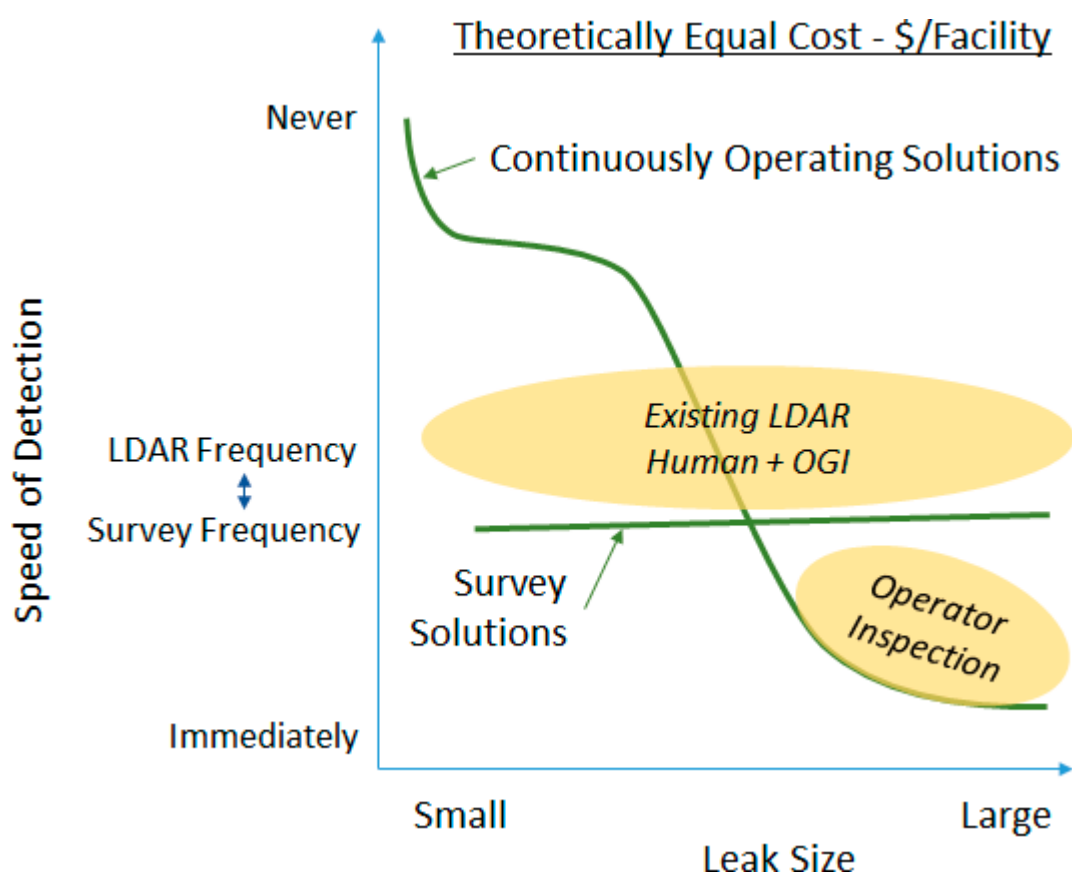 Theoretically Equal Cost - $/Facility
Never
Continuously Operating Solutions
Speed of Detection
Existing LDAR
Human + OGI
LDAR Frequency
Survey Frequency
Survey
Solutions
Operator
Inspection
Immediately
Small
Large
Leak Size